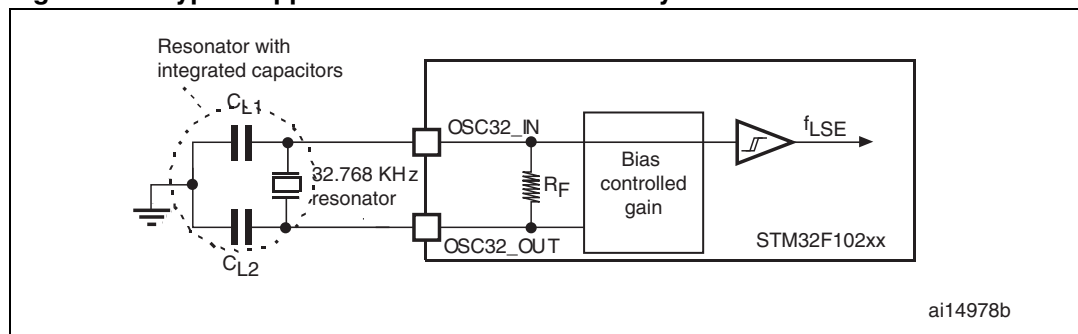 Resonator with
integrated capacitors
CL1
OSC32_IN
fLSE
32.768 KHz
resonator
RF
Bias
controlled
gain
OSC32_OUT
STM32F102xx
CL2
ai14978b